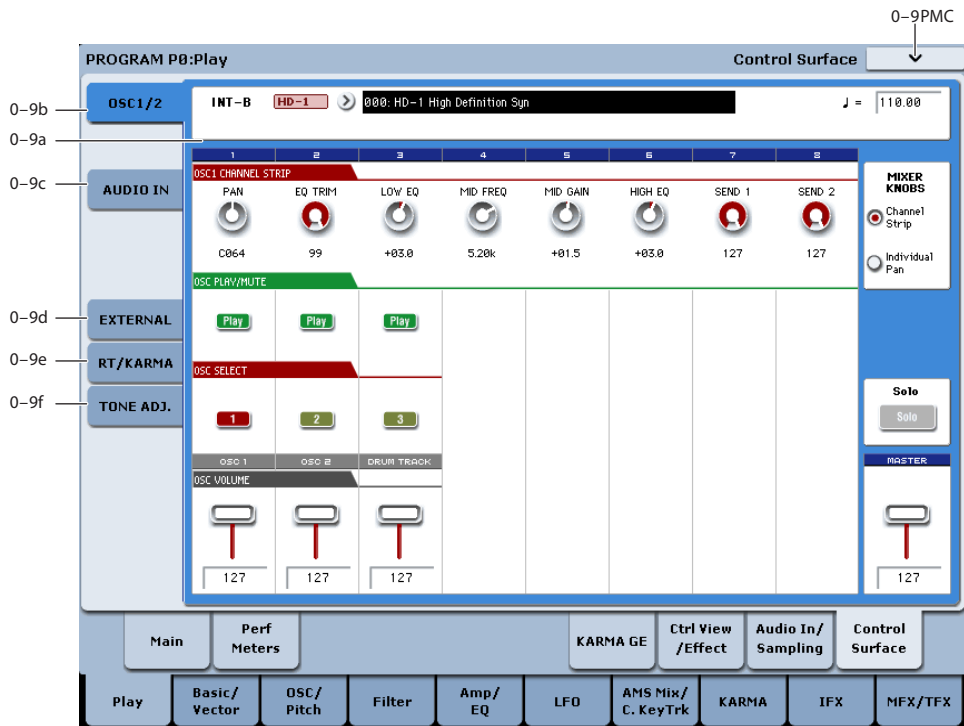 0–9PMC
PROGRAM P0:Play
Control Surface
0–9b
OSC1/2
INT-B HD-1 000: HD-1 High Definition Syn ♩ = 110.00
0–9a
1 2 3 4 5 6 7 8
0–9c
AUDIO IN
OSC1 CHANNEL STRIP
PAN EQ TRIM LOW EQ MID FREQ MID GAIN HIGH EQ SEND 1 SEND 2
C064 99 +03.0 5.20k +01.5 +03.0 127 127
MIXER
KNOBS
Channel
Strip
Individual
Pan
OSC PLAY/MUTE
0–9d
EXTERNAL
Play Play Play
0–9e
RT/KARMA
OSC SELECT
0–9f
TONE ADJ.
1 2 3
Solo
Solo
OSC 1 OSC 2 DRUM TRACK
MASTER
OSC VOLUME
127 127 127 127
Main
Perf
Meters
KARMA GE
Ctrl View
/Effect
Audio In/
Sampling
Control
Surface
Play
Basic/
Vector
OSC/
Pitch
Filter
Amp/
EQ
LFO
AMS Mix/
C. KeyTrk
KARMA
IFX
MFX/TFX